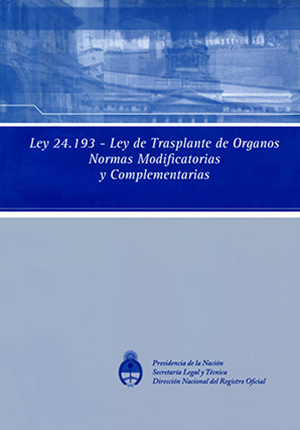 Ley 24.193 - Ley de Trasplante de Organos
Normas Modificatorias
y Complementarias
Presidencia de la Nación
Secretaría Legal y Técnica
Dirección Nacional del Registro Oficial